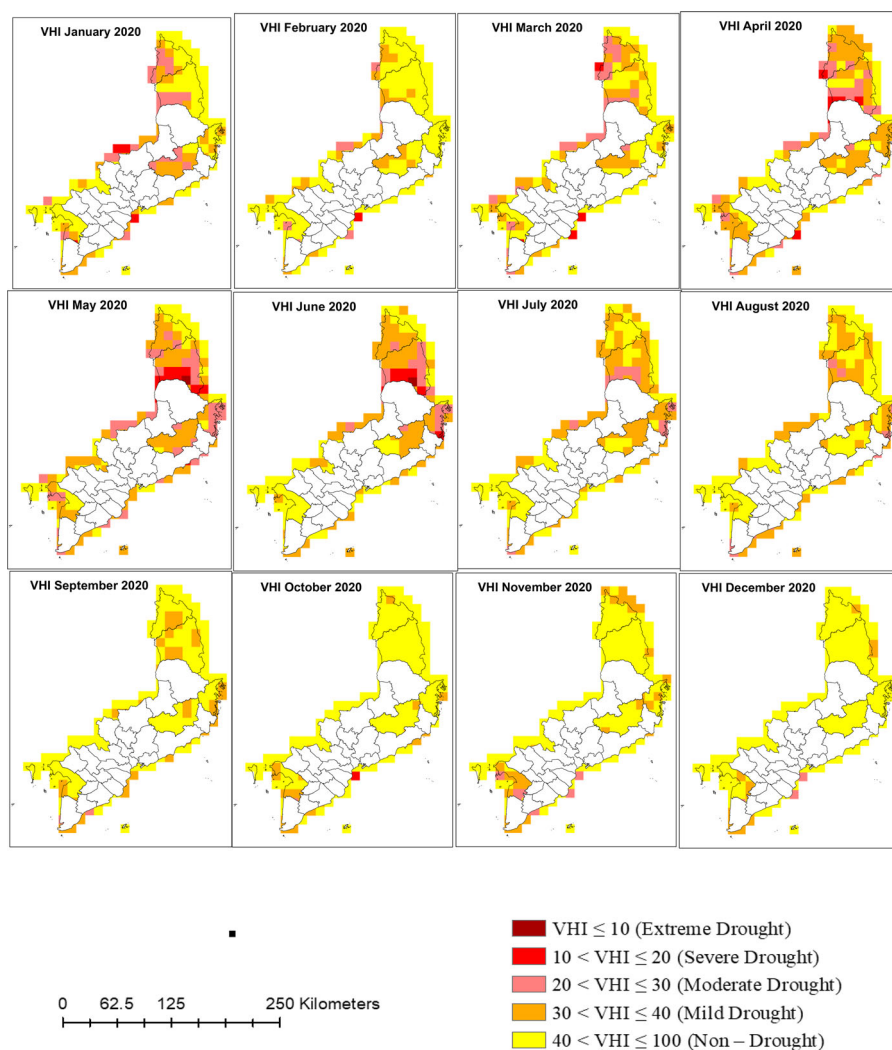 VHI January 2020
VHI February 2020
VHI March 2020
VHI April 2020
VHI May 2020
VHI June 2020
VHI July 2020
VHI August 2020
VHI September 2020
VHI October 2020
VHI November 2020
VHI December 2020
0 62.5 125 250 Kilometers
VHI ≤ 10 (Extreme Drought)
10 < VHI ≤ 20 (Severe Drought)
20 < VHI ≤ 30 (Moderate Drought)
30 < VHI ≤ 40 (Mild Drought)
40 < VHI ≤ 100 (Non – Drought)